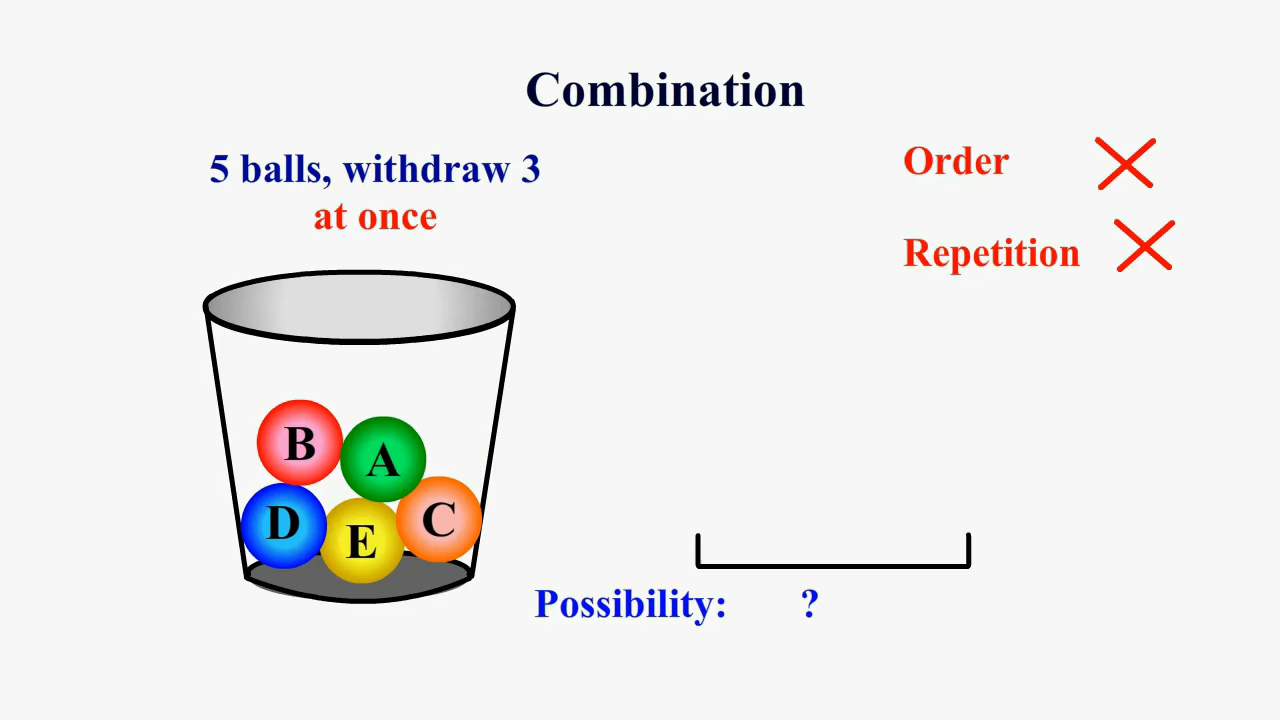 Combination
5 balls, withdraw 3
at once
Order
Repetition
B
A
D
E
C
Possibility: ?